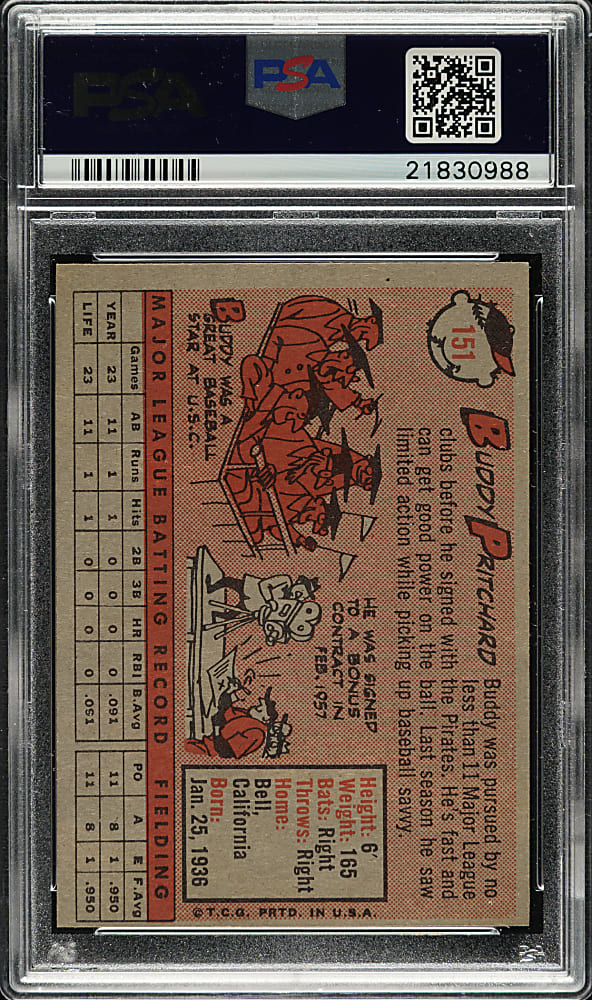 PSA
PSA
21830988
151
BUDDY PRITCHARD Buddy was pursued by no
less than 11 Major League
clubs before he signed with the Pirates. He's fast and
can get good power on the ball. Last season he saw
limited action while picking up baseball savvy.
BUDDY WAS A
GREAT BASEBALL
STAR AT U.S.C.
HE WAS SIGNED
TO A BONUS
CONTRACT IN
FEB. 1957
Height: 6'
Weight: 165
Bats: Right
Throws: Right
Home:
Bell,
California
Born:
Jan. 25, 1936
©T.C.G. PRTD. IN U.S.A.
MAJOR LEAGUE BATTING RECORD FIELDING
Games AB Runs Hits 2B 3B HR RBI B.Avg PO A E F.Avg
YEAR 23 11 1 1 0 0 0 0 .091 11 8 1 .950
LIFE 23 11 1 1 0 0 0 0 .091 11 8 1 .950